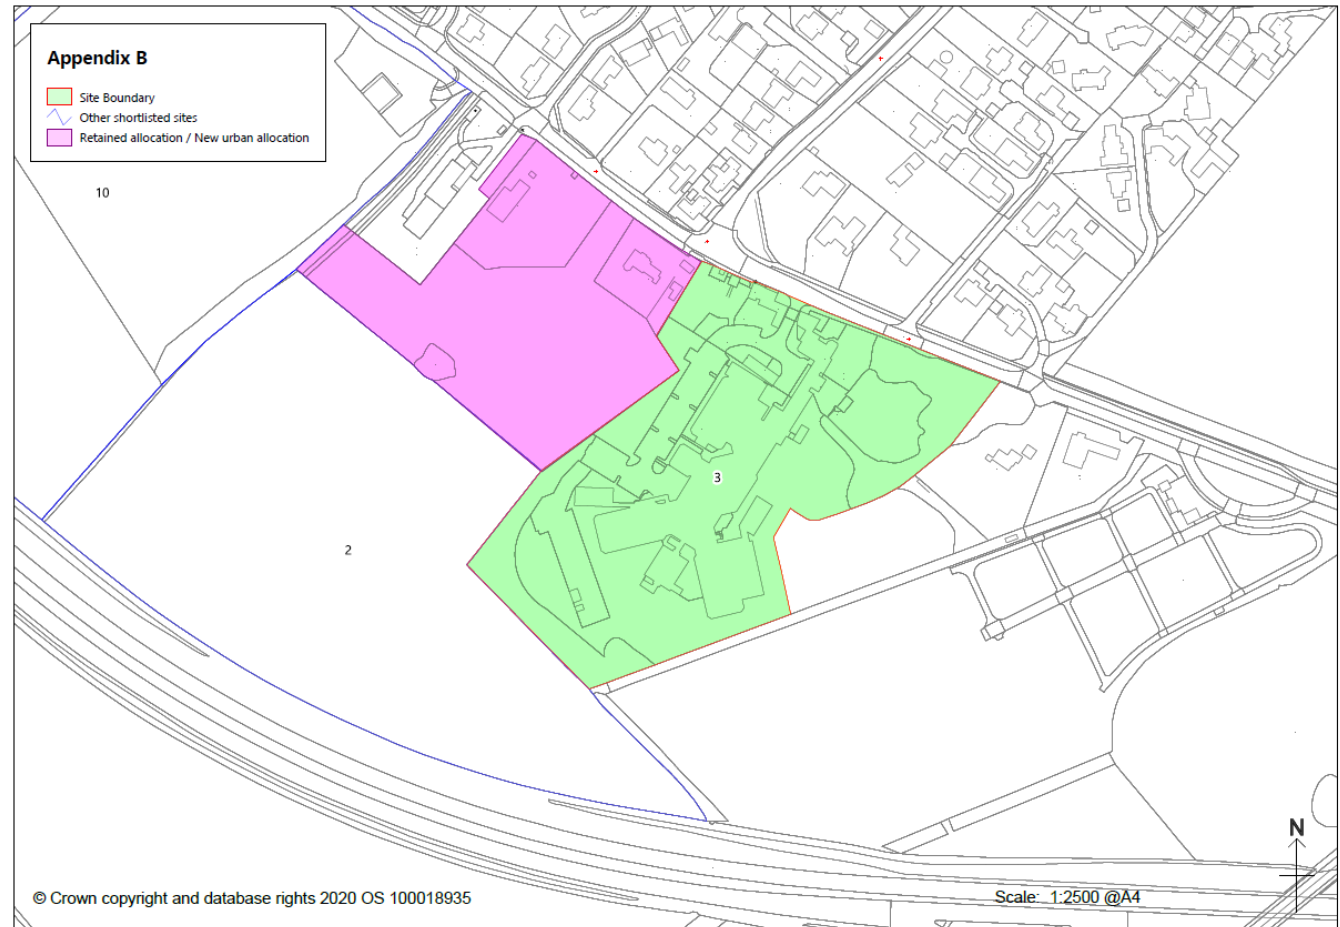 Appendix B
Site Boundary
Other shortlisted sites
Retained allocation / New urban allocation
10
3
2
N
© Crown copyright and database rights 2020 OS 100018935
Scale: 1:2500 @A4